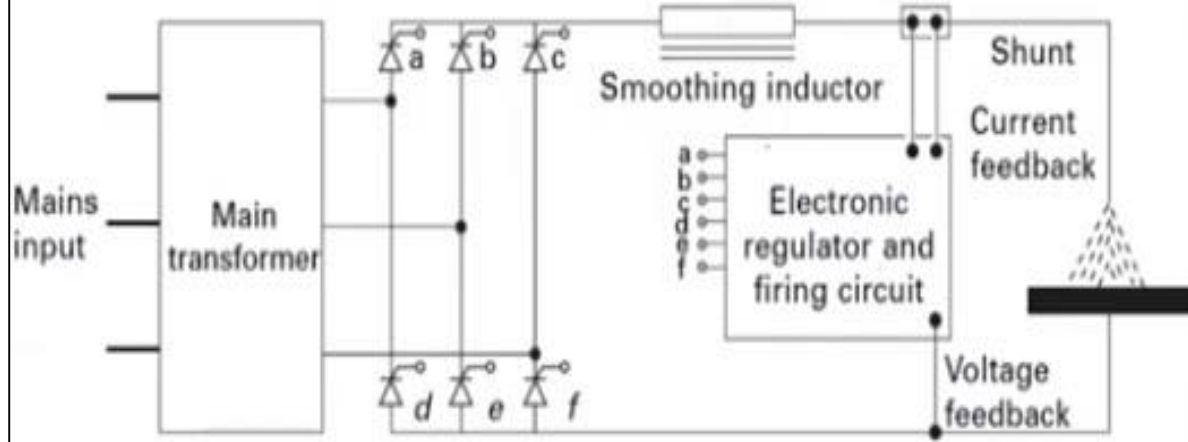 a
b
c
Smoothing inductor
Shunt
Current
feedback
Mains
input
Main
transformer
a
b
c
d
e
f
Electronic
regulator and
firing circuit
d
e
f
Voltage
feedback